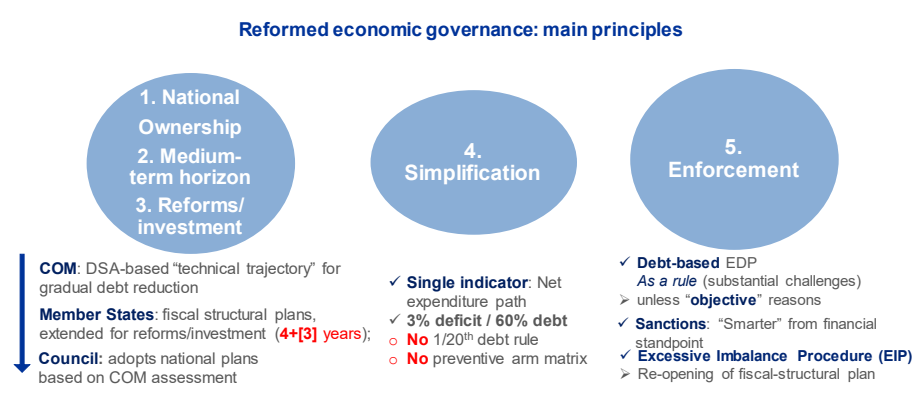 Reformed economic governance: main principles
1. National
Ownership
2. Medium-
term horizon
3. Reforms/
investment
COM: DSA-based “technical trajectory” for
gradual debt reduction
Member States: fiscal structural plans,
extended for reforms/investment (4+[3] years);
Council: adopts national plans
based on COM assessment
4.
Simplification
✓ Single indicator: Net
expenditure path
✓ 3% deficit / 60% debt
o No 1/20th debt rule
o No preventive arm matrix
5.
Enforcement
✓ Debt-based EDP
As a rule (substantial challenges)
➢ unless “objective” reasons
✓ Sanctions: “Smarter” from financial
standpoint
✓ Excessive Imbalance Procedure (EIP)
➢ Re-opening of fiscal-structural plan